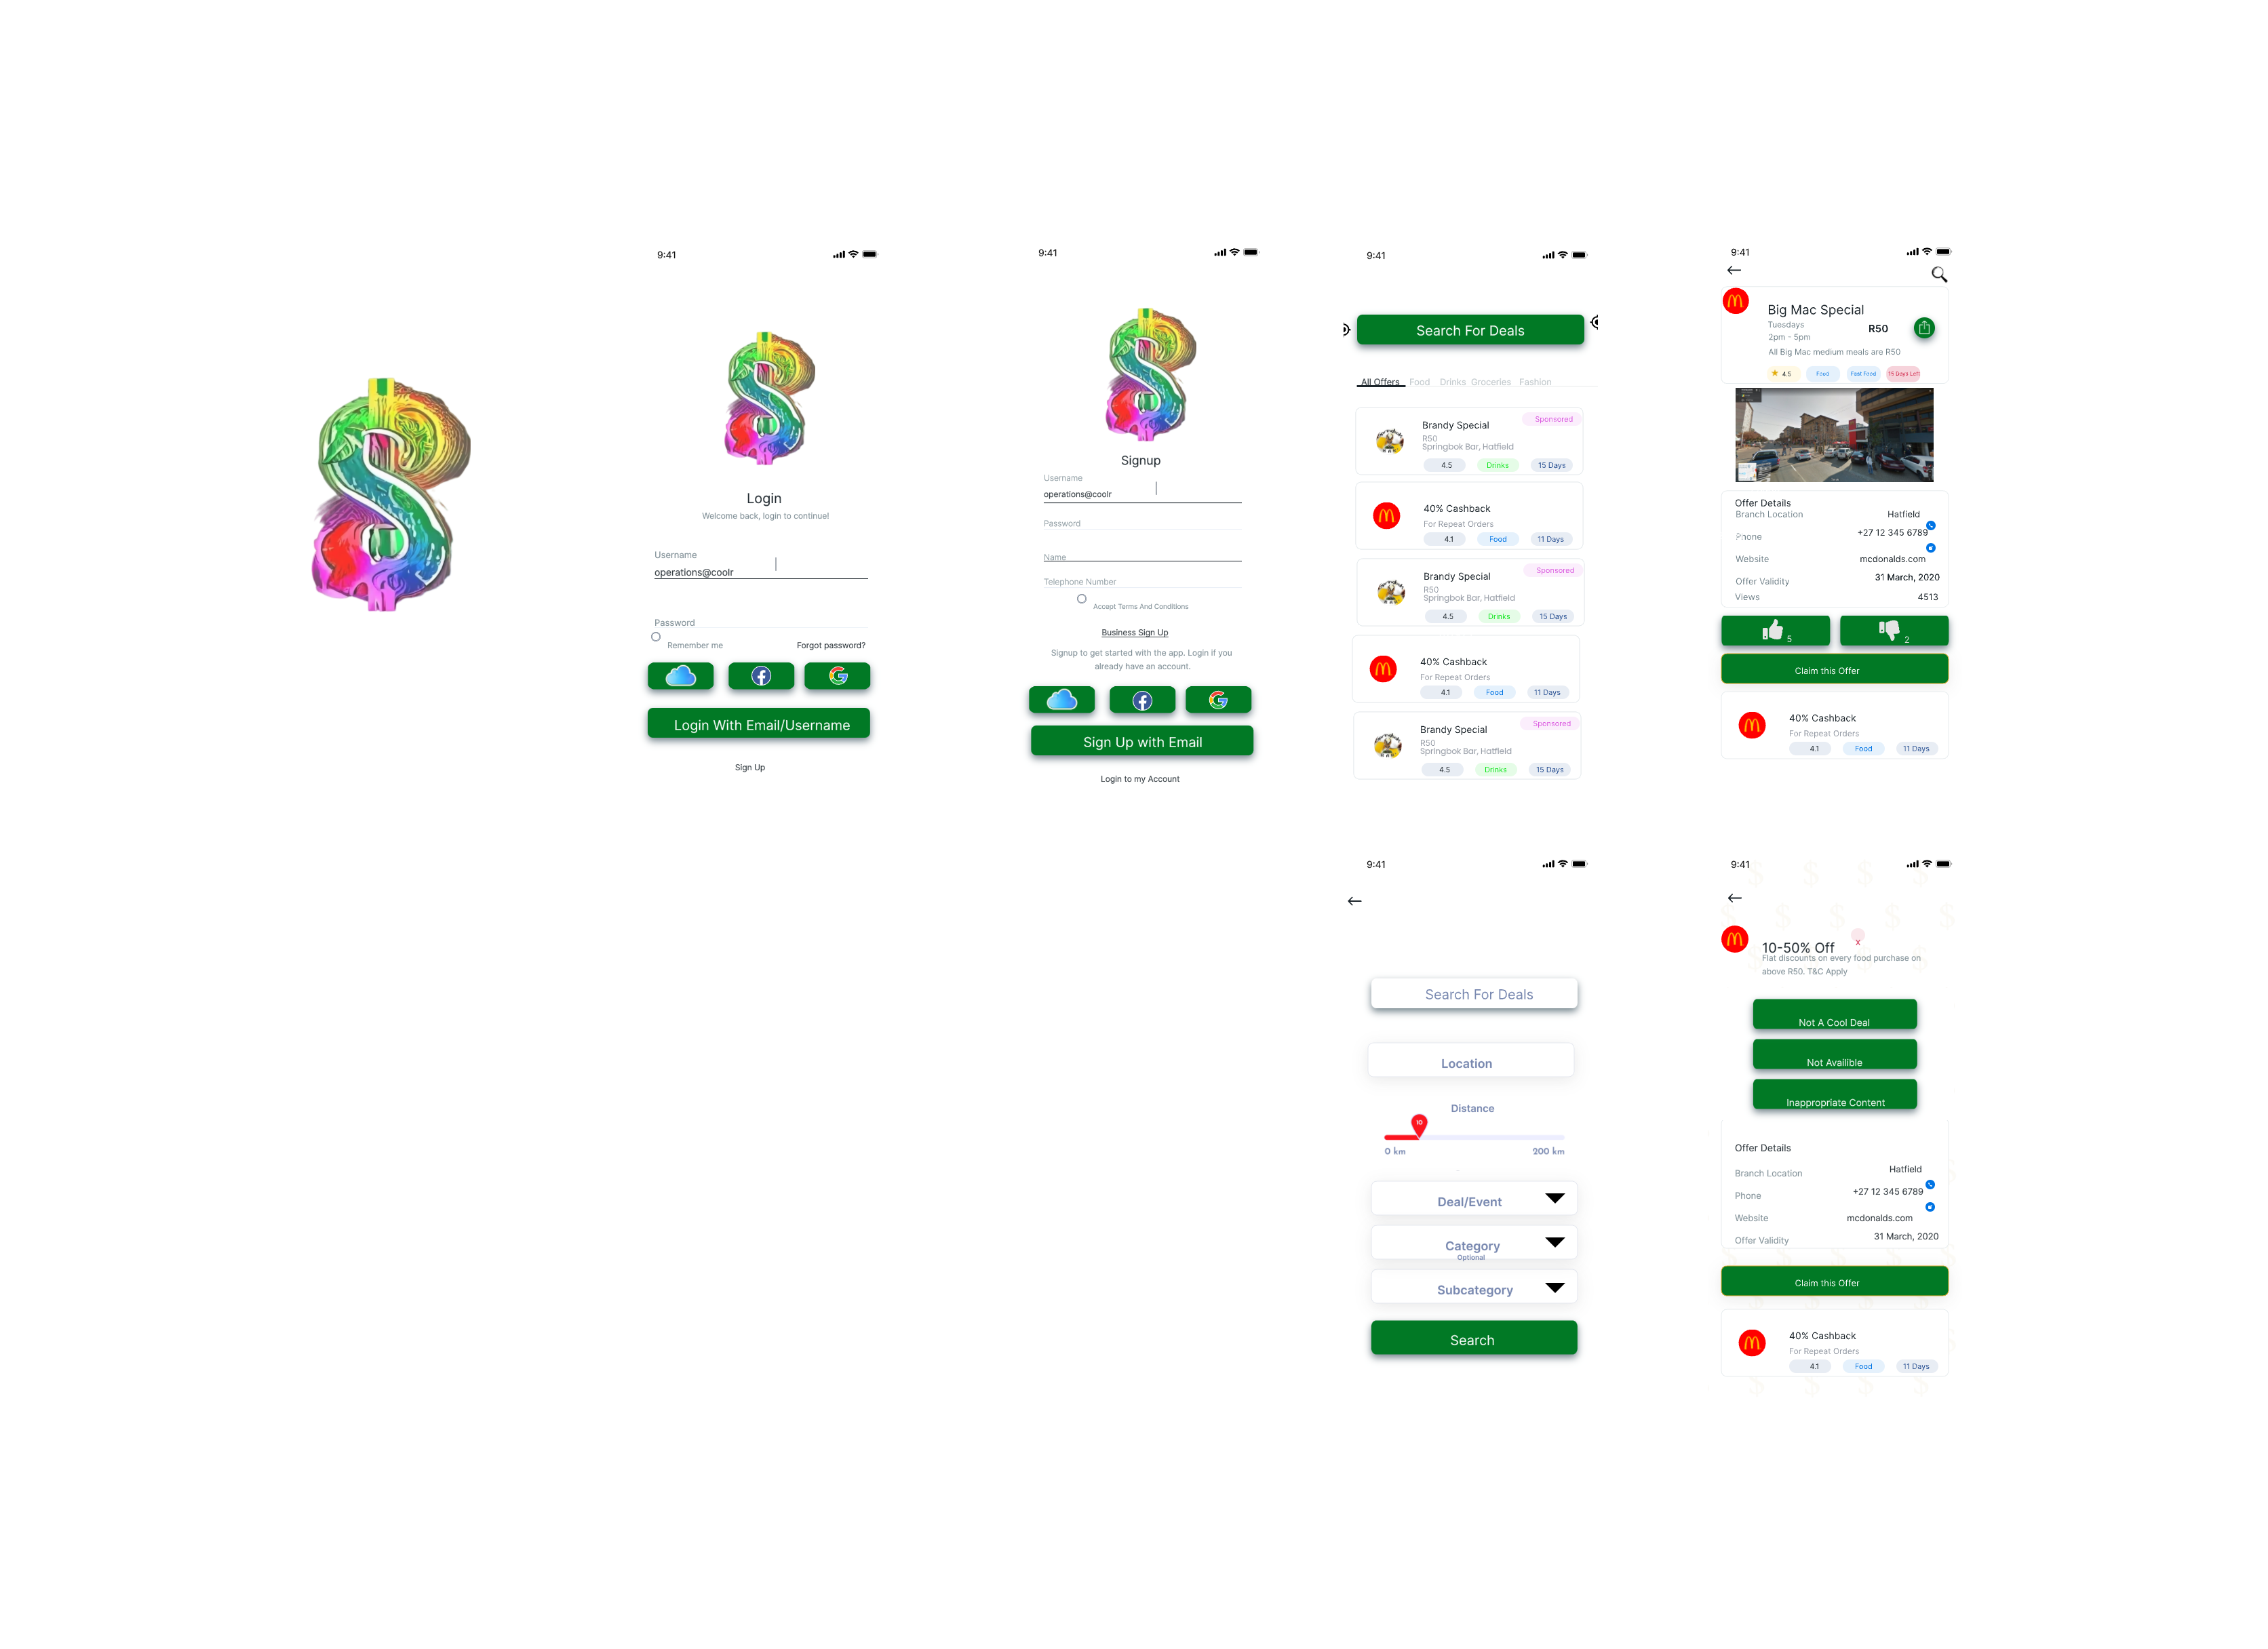 9:41
Login
Welcome back, login to continue!
Username
operations@coolr
Password
Remember me
Forgot password?
Login With Email/Username
Sign Up
9:41
Signup
Username
operations@coolr
Password
Name
Telephone Number
Accept Terms And Conditions
Business Sign Up
Signup to get started with the app. Login if you
already have an account.
Sign Up with Email
Login to my Account
9:41
Search For Deals
All Offers Food Drinks Groceries Fashion
Sponsored
Brandy Special
R50
Springbok Bar, Hatfield
4.5 Drinks 15 Days
40% Cashback
For Repeat Orders
4.1 Food 11 Days
Sponsored
Brandy Special
R50
Springbok Bar, Hatfield
4.5 Drinks 15 Days
40% Cashback
For Repeat Orders
4.1 Food 11 Days
Sponsored
Brandy Special
R50
Springbok Bar, Hatfield
4.5 Drinks 15 Days
9:41
Big Mac Special
Tuesdays
R50
2pm - 5pm
All Big Mac medium meals are R50
4.5 Food Fast Food 15 Days Left
Offer Details
Branch Location Hatfield
Phone +27 12 345 6789
Website mcdonalds.com
Offer Validity 31 March, 2020
Views 4513
5 2
Claim this Offer
40% Cashback
For Repeat Orders
4.1 Food 11 Days
9:41
Search For Deals
Location
Distance
10
0 km 200 km
Deal/Event
Category
Optional
Subcategory
Search
9:41
10-50% Off X
Flat discounts on every food purchase on
above R50. T&C Apply
Not A Cool Deal
Not Availible
Inappropriate Content
Offer Details
Branch Location Hatfield
Phone +27 12 345 6789
Website mcdonalds.com
Offer Validity 31 March, 2020
Claim this Offer
40% Cashback
For Repeat Orders
4.1 Food 11 Days